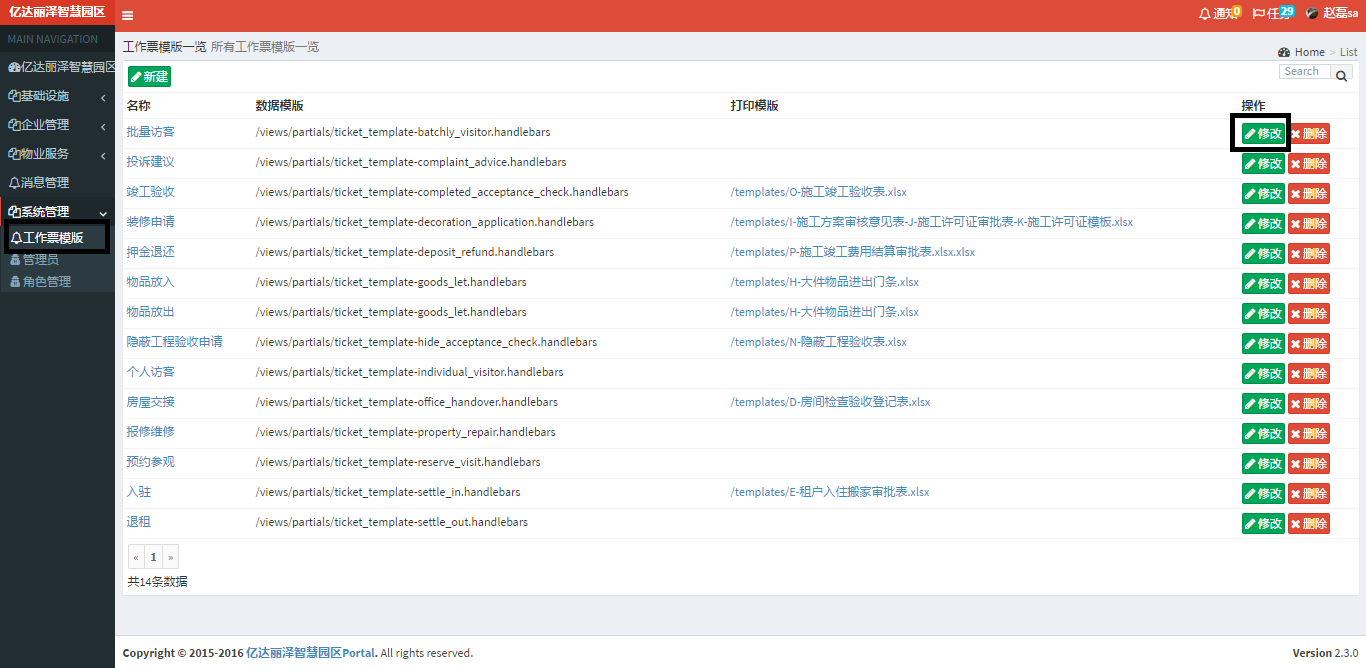 亿达丽泽智慧园区
通知 0 任务 29 赵磊sa
MAIN NAVIGATION
亿达丽泽智慧园区
基础设施
企业管理
物业服务
消息管理
系统管理
工作票模版
管理员
角色管理
工作票模版一览 所有工作票模版一览
Home > List
新建
Search
名称 数据模版 打印模版 操作
批量访客 /views/partials/ticket_template-batchly_visitor.handlebars 修改 删除
投诉建议 /views/partials/ticket_template-complaint_advice.handlebars 修改 删除
竣工验收 /views/partials/ticket_template-completed_acceptance_check.handlebars /templates/O-施工竣工验收表.xlsx 修改 删除
装修申请 /views/partials/ticket_template-decoration_application.handlebars /templates/I-施工方案审核意见表-J-施工许可证审批表-K-施工许可证模板.xlsx 修改 删除
押金退还 /views/partials/ticket_template-deposit_refund.handlebars /templates/P-施工竣工费用结算审批表.xlsx.xlsx 修改 删除
物品放入 /views/partials/ticket_template-goods_let.handlebars /templates/H-大件物品进出门条.xlsx 修改 删除
物品放出 /views/partials/ticket_template-goods_let.handlebars /templates/H-大件物品进出门条.xlsx 修改 删除
隐蔽工程验收申请 /views/partials/ticket_template-hide_acceptance_check.handlebars /templates/N-隐蔽工程验收表.xlsx 修改 删除
个人访客 /views/partials/ticket_template-individual_visitor.handlebars 修改 删除
房屋交接 /views/partials/ticket_template-office_handover.handlebars /templates/D-房间检查验收登记表.xlsx 修改 删除
报修维修 /views/partials/ticket_template-property_repair.handlebars 修改 删除
预约参观 /views/partials/ticket_template-reserve_visit.handlebars 修改 删除
入驻 /views/partials/ticket_template-settle_in.handlebars /templates/E-租户入住搬家审批表.xlsx 修改 删除
退租 /views/partials/ticket_template-settle_out.handlebars 修改 删除
« 1 »
共14条数据
Copyright © 2015-2016 亿达丽泽智慧园区Portal. All rights reserved.
Version 2.3.0